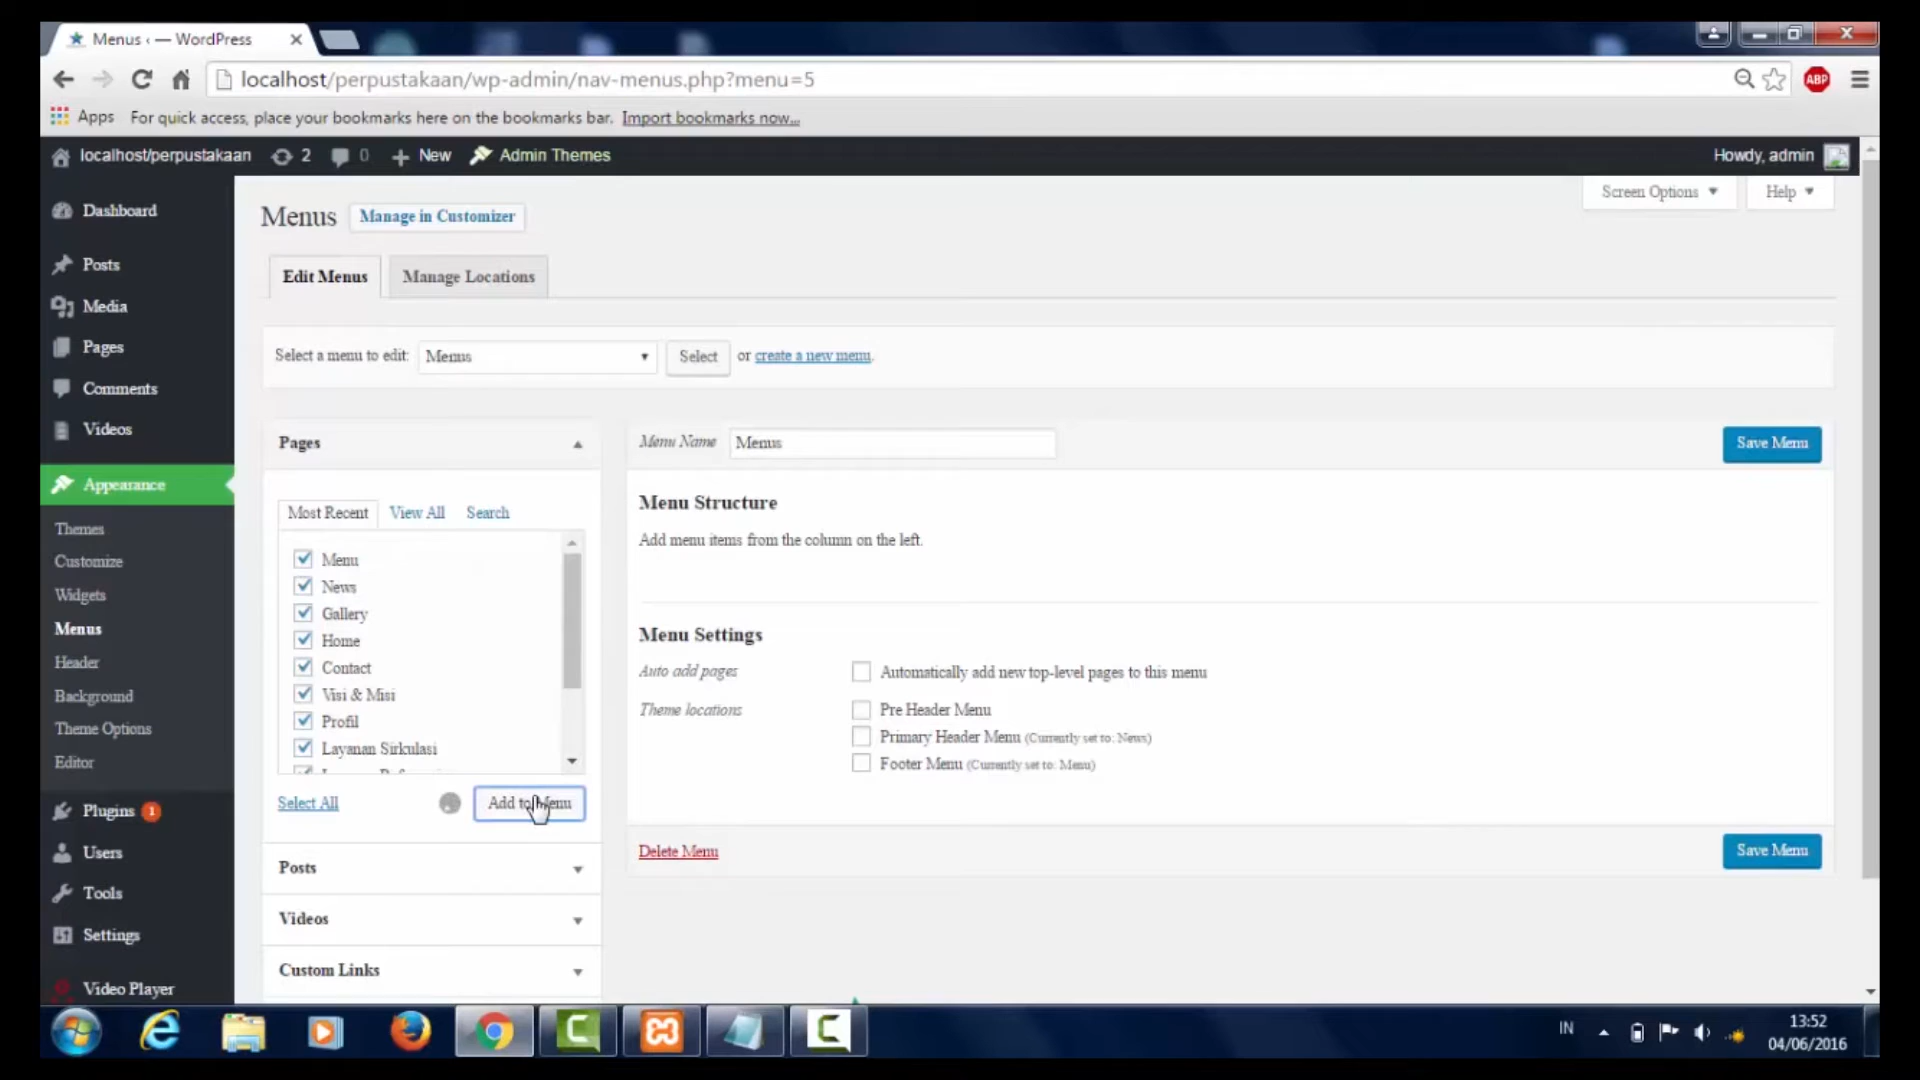 Menus ‹ — WordPress
localhost/perpustakaan/wp-admin/nav-menus.php?menu=5
ABP
Apps For quick access, place your bookmarks here on the bookmarks bar. Import bookmarks now...
localhost/perpustakaan 2 0 New Admin Themes Howdy, admin
Screen Options Help
Dashboard
Posts
Media
Pages
Comments
Videos
Appearance
Themes
Customize
Widgets
Menus
Header
Background
Theme Options
Editor
Plugins 1
Users
Tools
Settings
Video Player
Menus Manage in Customizer
Edit Menus Manage Locations
Select a menu to edit: Menus Select or create a new menu.
Pages
Most Recent View All Search
Menu
News
Gallery
Home
Contact
Visi & Misi
Profil
Layanan Sirkulasi
Select All Add to Menu
Posts
Videos
Custom Links
Menu Name Menus Save Menu
Menu Structure
Add menu items from the column on the left.
Menu Settings
Auto add pages Automatically add new top-level pages to this menu
Theme locations Pre Header Menu
Primary Header Menu (Currently set to: News)
Footer Menu (Currently set to: Menu)
Delete Menu Save Menu
IN 13:52
04/06/2016